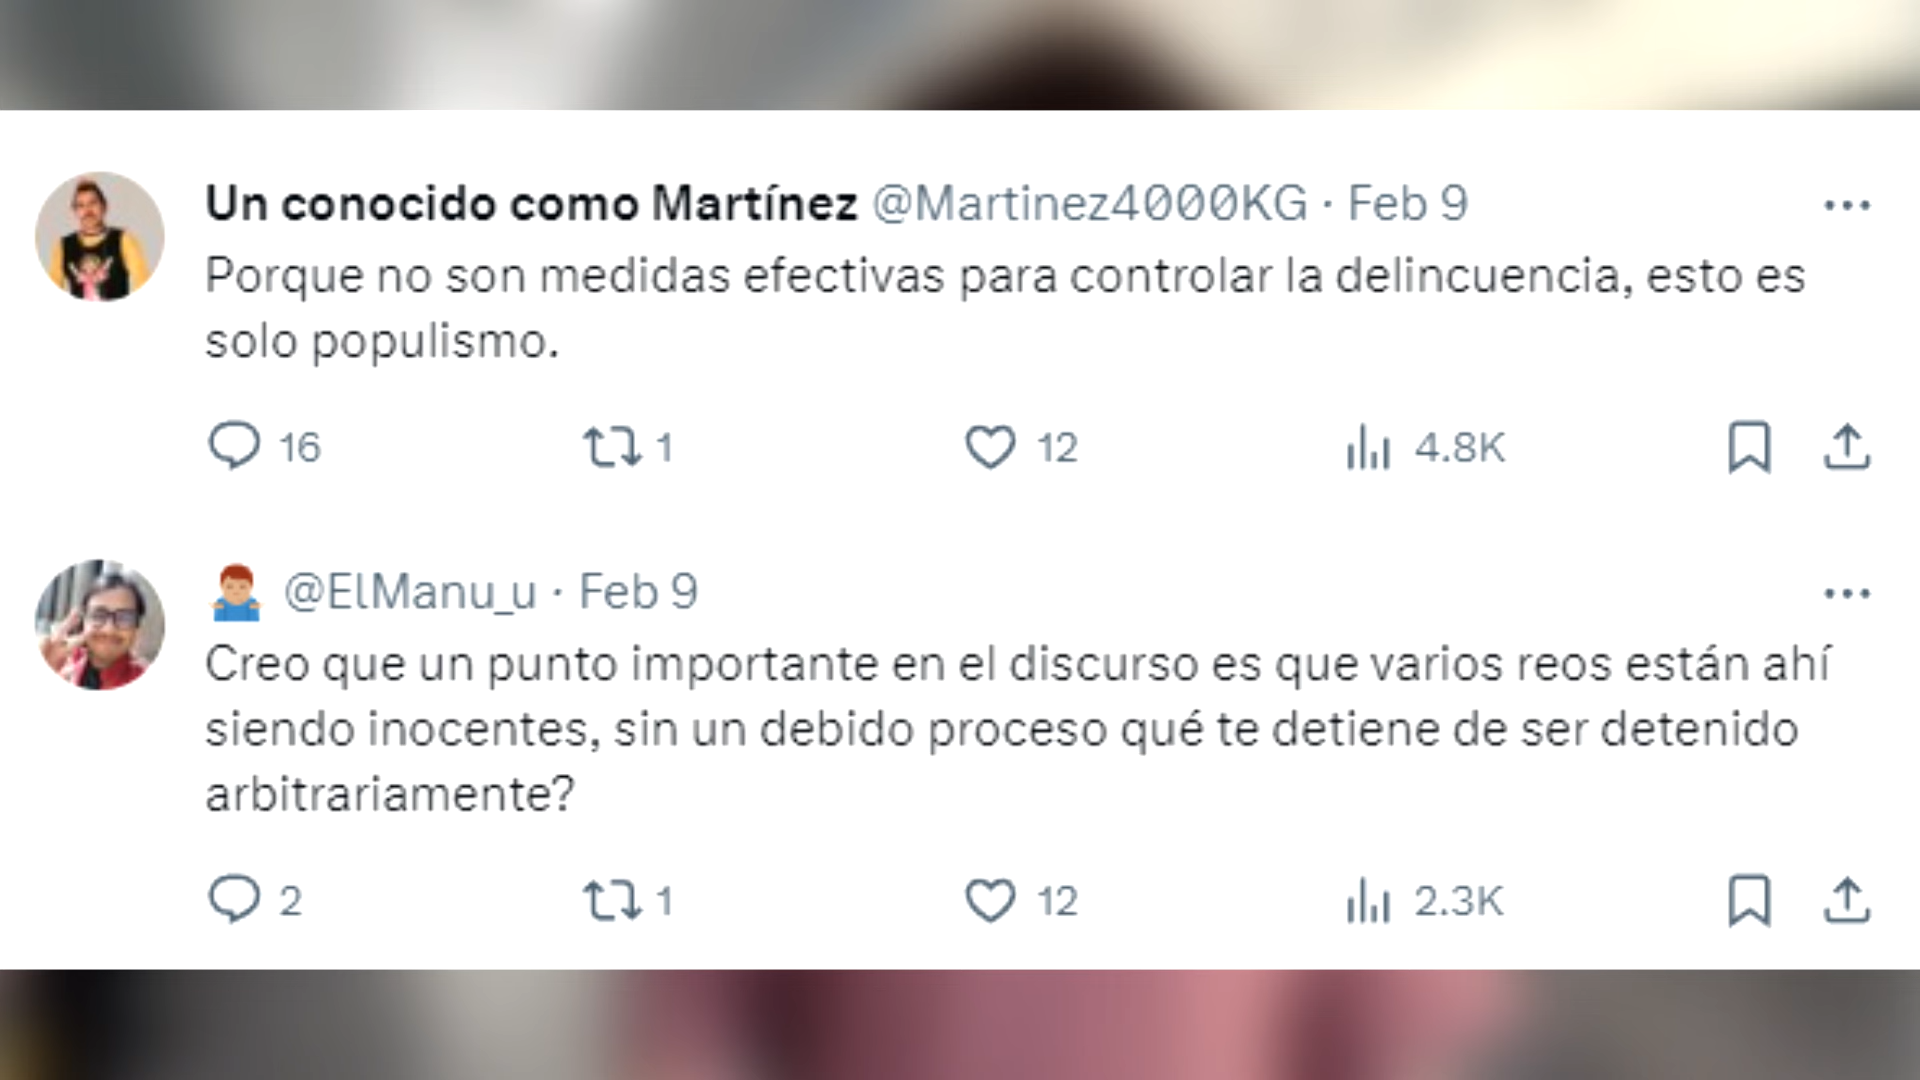 Un conocido como Martínez @Martinez4000KG · Feb 9
Porque no son medidas efectivas para controlar la delincuencia, esto es
solo populismo.
16 1 12 4.8K
@ElManu_u · Feb 9
Creo que un punto importante en el discurso es que varios reos están ahí
siendo inocentes, sin un debido proceso qué te detiene de ser detenido
arbitrariamente?
2 1 12 2.3K